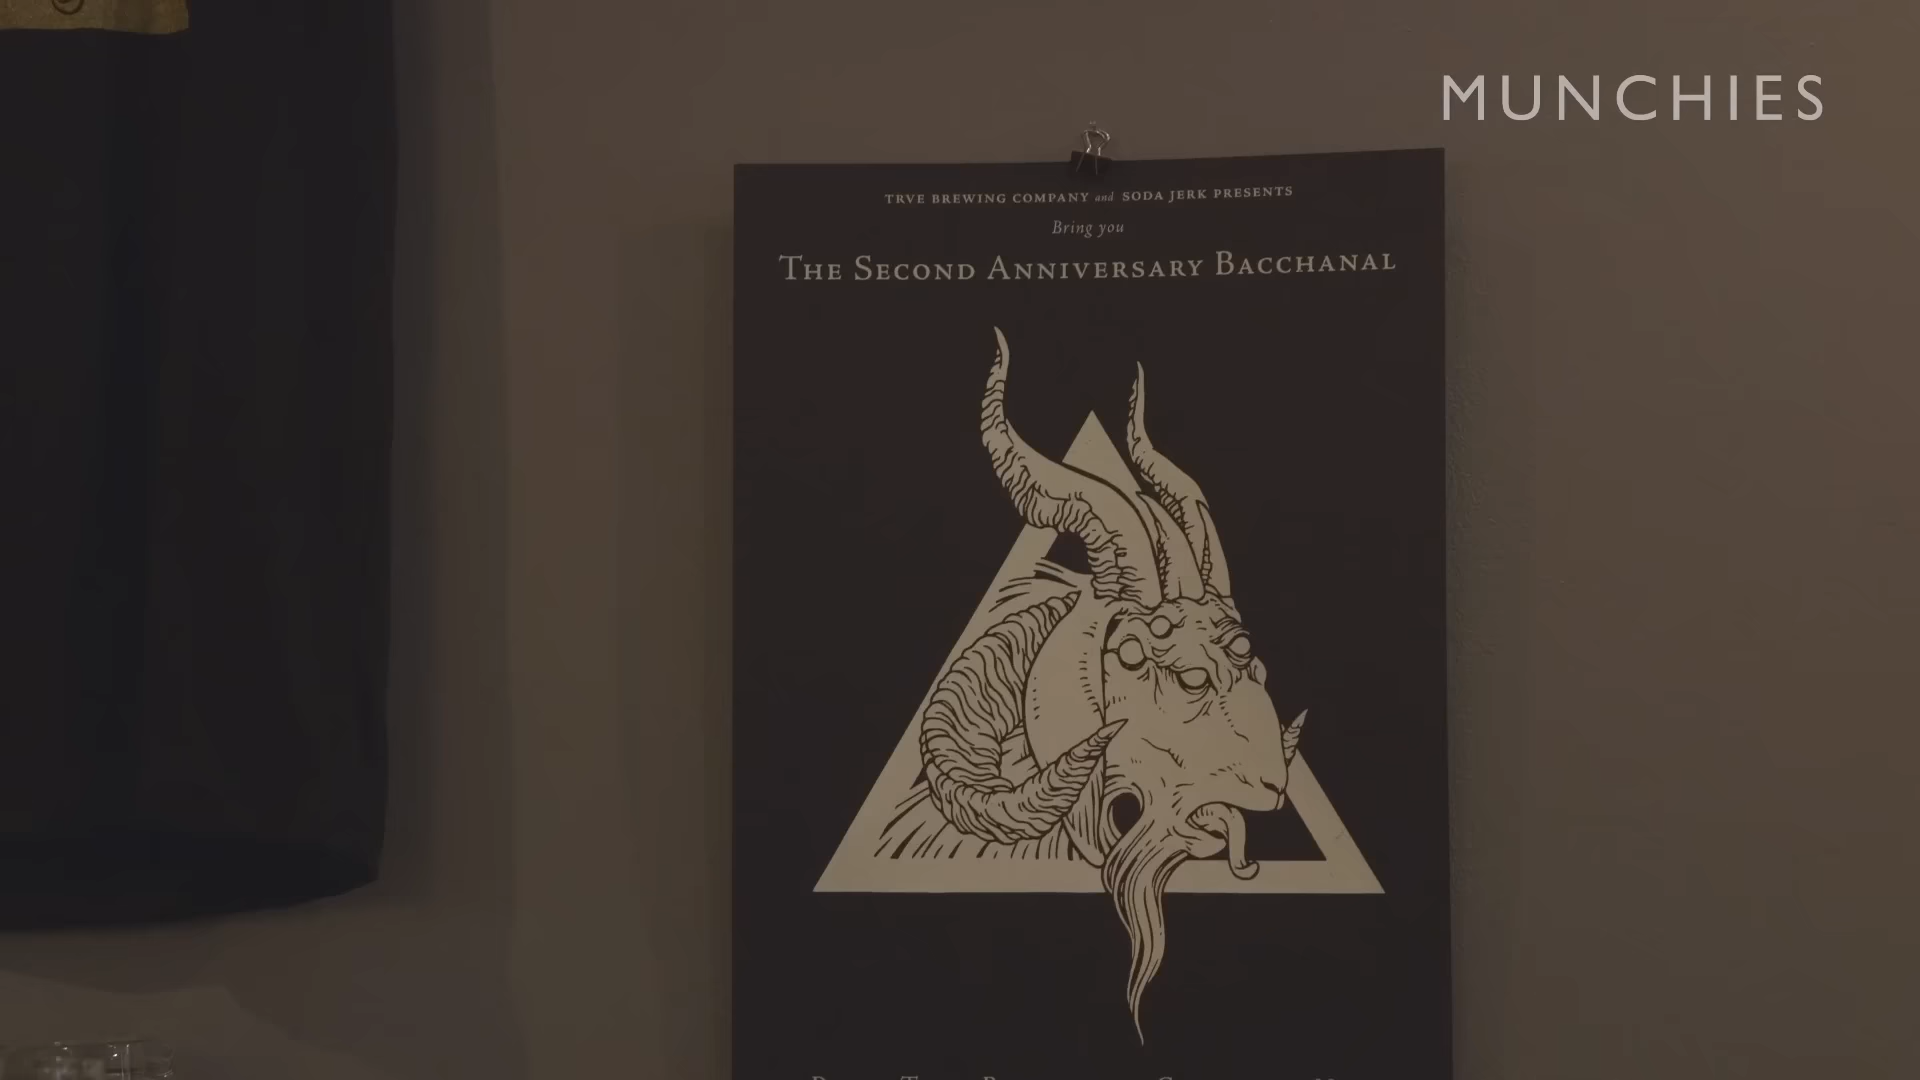 MUNCHIES
TRVE BREWING COMPANY and SODA JERK PRESENTS
Bring you
THE SECOND ANNIVERSARY BACCHANAL